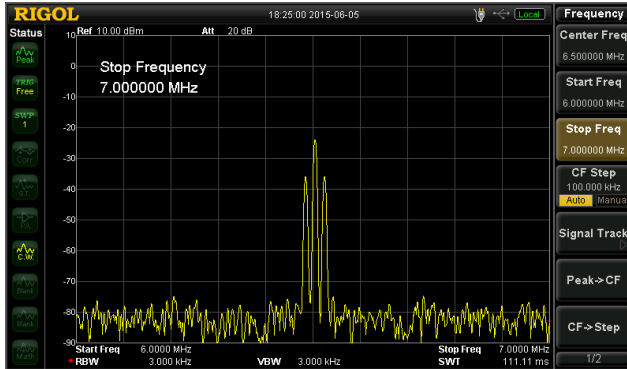 RIGOL 18:25:00 2015-06-05 Local Frequency
Status
Ref 10.00 dBm Att 20 dB
Center Freq
6.500000 MHz
Start Freq
6.000000 MHz
Stop Freq
7.000000 MHz
CF Step
100.000 kHz
Auto Manua
Signal Track
Peak->CF
CF->Step
1/2
Peak
TRIG
Free
SWP
1
Corr
S.T.
PA
C.W.
Blank
Blank
Math
10
0
-10
-20
-30
-40
-50
-60
-70
-80
-90
Stop Frequency
7.000000 MHz
Start Freq 6.0000 MHz Stop Freq 7.0000 MHz
RBW 3.000 kHz VBW 3.000 kHz SWT 111.11 ms